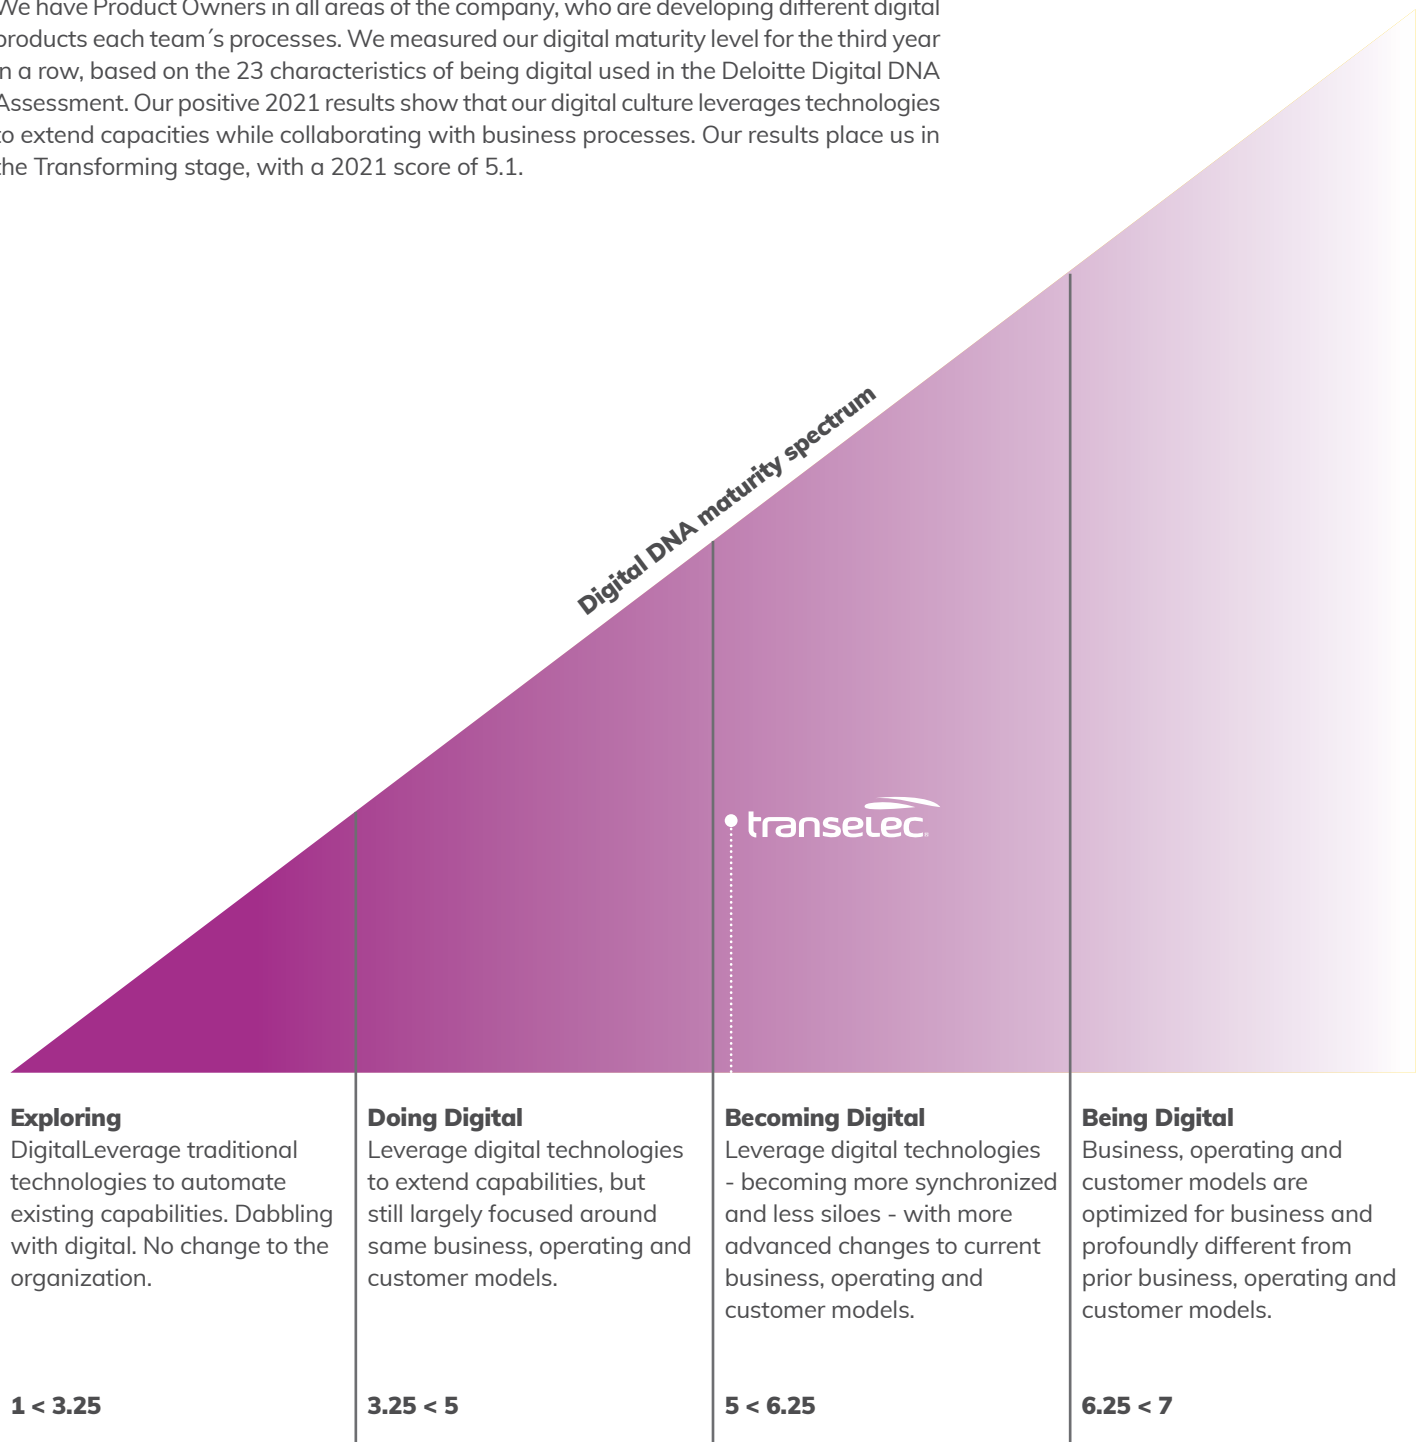 We have Product Owners in all areas of the company, who are developing different digital
products each team´s processes. We measured our digital maturity level for the third year
in a row, based on the 23 characteristics of being digital used in the Deloitte Digital DNA
Assessment. Our positive 2021 results show that our digital culture leverages technologies
to extend capacities while collaborating with business processes. Our results place us in
the Transforming stage, with a 2021 score of 5.1.
Digital DNA maturity spectrum
transelec®
Exploring
DigitalLeverage traditional
technologies to automate
existing capabilities. Dabbling
with digital. No change to the
organization.
1 < 3.25
Doing Digital
Leverage digital technologies
to extend capabilities, but
still largely focused around
same business, operating and
customer models.
3.25 < 5
Becoming Digital
Leverage digital technologies
- becoming more synchronized
and less siloes - with more
advanced changes to current
business, operating and
customer models.
5 < 6.25
Being Digital
Business, operating and
customer models are
optimized for business and
profoundly different from
prior business, operating and
customer models.
6.25 < 7